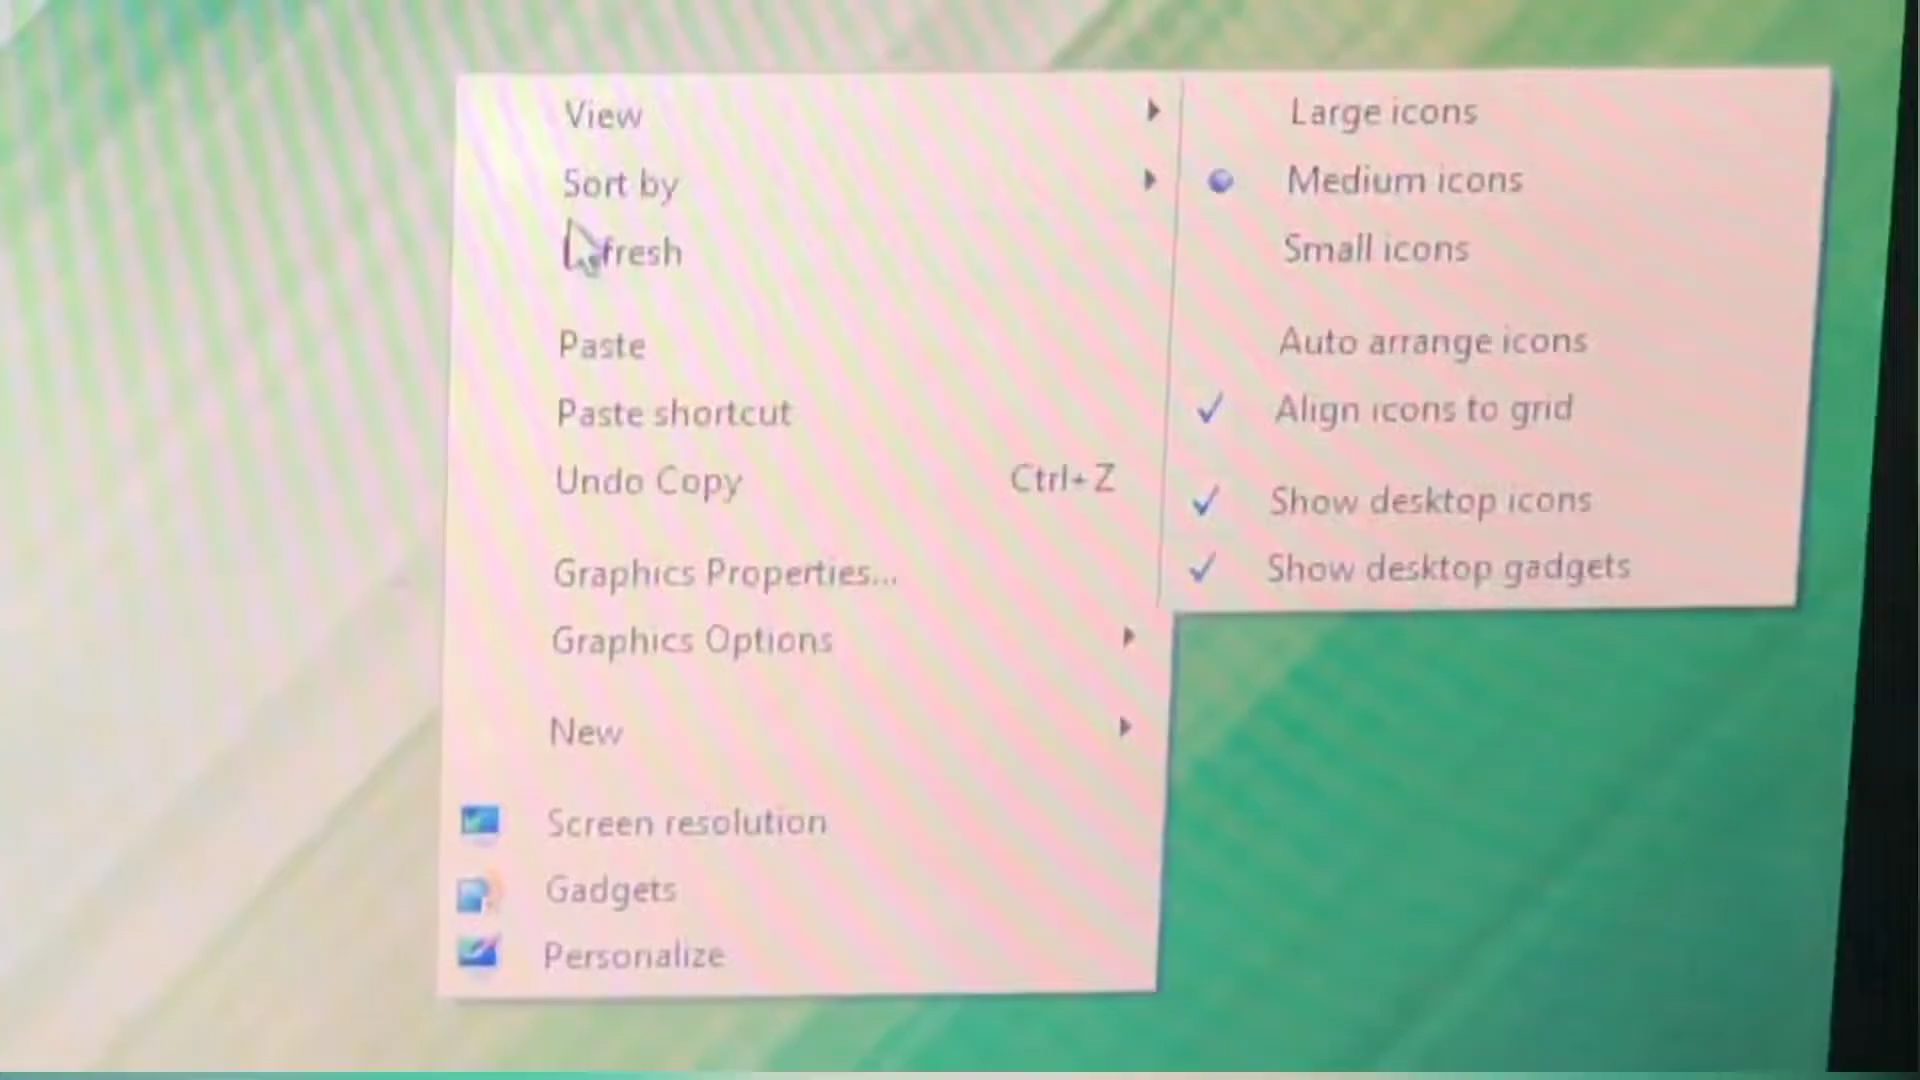 View
Sort by
fresh
Paste
Paste shortcut
Undo Copy Ctrl+Z
Graphics Properties...
Graphics Options
New
Screen resolution
Gadgets
Personalize
Large icons
Medium icons
Small icons
Auto arrange icons
Align icons to grid
Show desktop icons
Show desktop gadgets